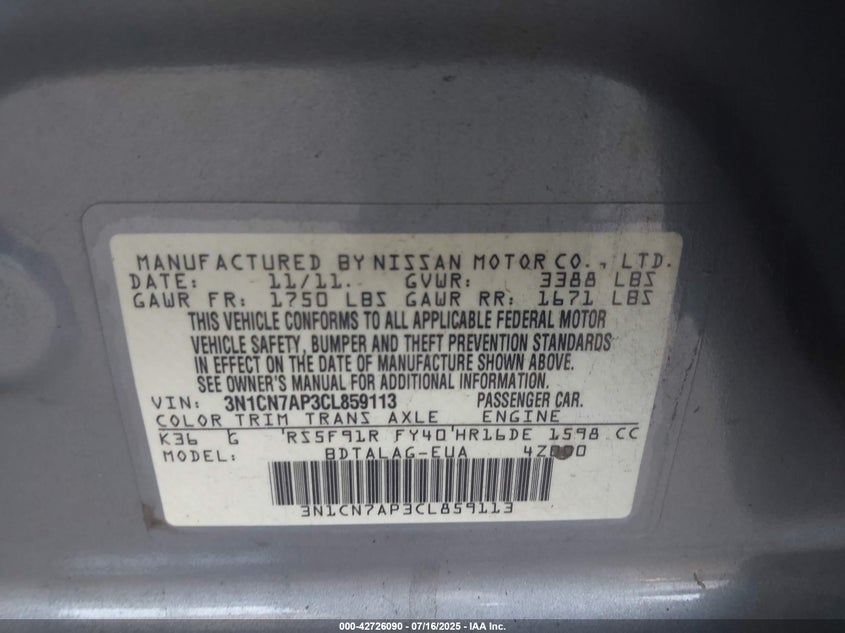 MANUFACTURED BY NISSAN MOTOR CO., LTD.
DATE: 11/11. GVWR: 3388 LBS
GAWR FR: 1750 LBS GAWR RR: 1671 LBS
THIS VEHICLE CONFORMS TO ALL APPLICABLE FEDERAL MOTOR
VEHICLE SAFETY, BUMPER AND THEFT PREVENTION STANDARDS
IN EFFECT ON THE DATE OF MANUFACTURE SHOWN ABOVE.
SEE OWNER'S MANUAL FOR ADDITIONAL INFORMATION.
VIN: 3N1CN7AP3CL859113 PASSENGER CAR.
COLOR TRIM TRANS AXLE ENGINE
K36 G RS5F91R FY40 HR16DE 1598 CC
MODEL: BDTALAG-EUA
3N1CN7AP3CL859113
000-42726090 - 07/16/2025 - IAA Inc.